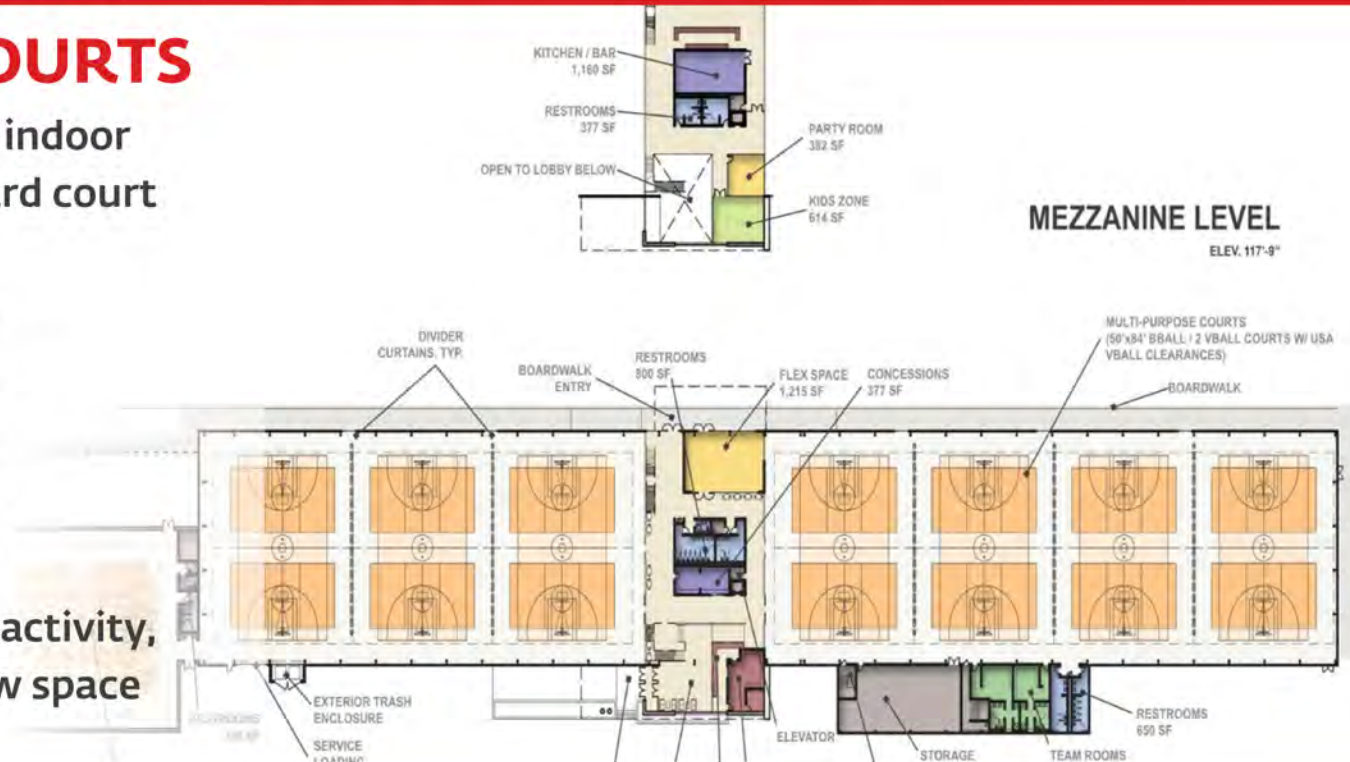 OURTS
indoor
rd court
activity,
w space
KITCHEN / BAR
1,160 SF
RESTROOMS
377 SF
OPEN TO LOBBY BELOW
PARTY ROOM
382 SF
KIDS ZONE
614 SF
MEZZANINE LEVEL
ELEV. 117'-9"
DIVIDER
CURTAINS, TYP.
BOARDWALK
ENTRY
RESTROOMS
800 SF
FLEX SPACE
1,215 SF
CONCESSIONS
377 SF
MULTI-PURPOSE COURTS
(50'x84' BBALL / 2 VBALL COURTS W/ USA
VBALL CLEARANCES)
BOARDWALK
EXTERIOR TRASH
ENCLOSURE
SERVICE
LOADING
ELEVATOR
STORAGE
TEAM ROOMS
RESTROOMS
650 SF